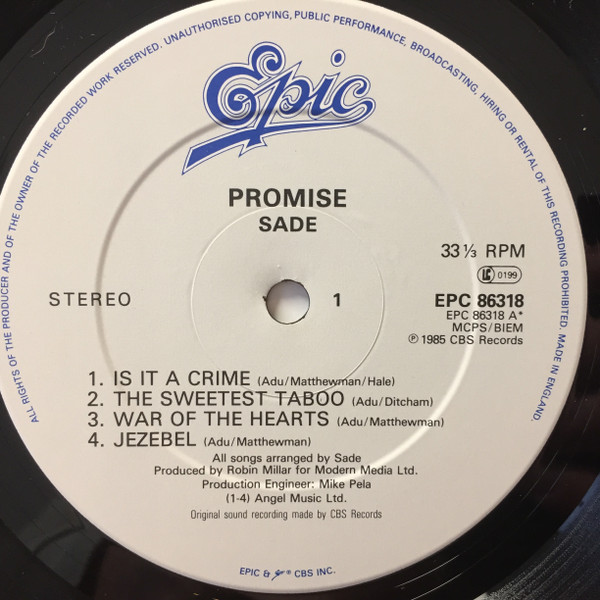 ALL RIGHTS OF THE PRODUCER AND OF THE OWNER OF THE RECORDED WORK RESERVED. UNAUTHORISED COPYING, PUBLIC PERFORMANCE, BROADCASTING, HIRING OR RENTAL OF THIS RECORDING PROHIBITED. MADE IN ENGLAND.
Epic
PROMISE
SADE
33 ⅓ RPM
LC 0199
STEREO
1
EPC 86318
EPC 86318 A*
MCPS/BIEM
℗ 1985 CBS Records
1. IS IT A CRIME (Adu/Matthewman/Hale)
2. THE SWEETEST TABOO (Adu/Ditcham)
3. WAR OF THE HEARTS (Adu/Matthewman)
4. JEZEBEL (Adu/Matthewman)
All songs arranged by Sade
Produced by Robin Millar for Modern Media Ltd.
Production Engineer: Mike Pela
(1-4) Angel Music Ltd.
Original sound recording made by CBS Records
EPIC & ® CBS INC.